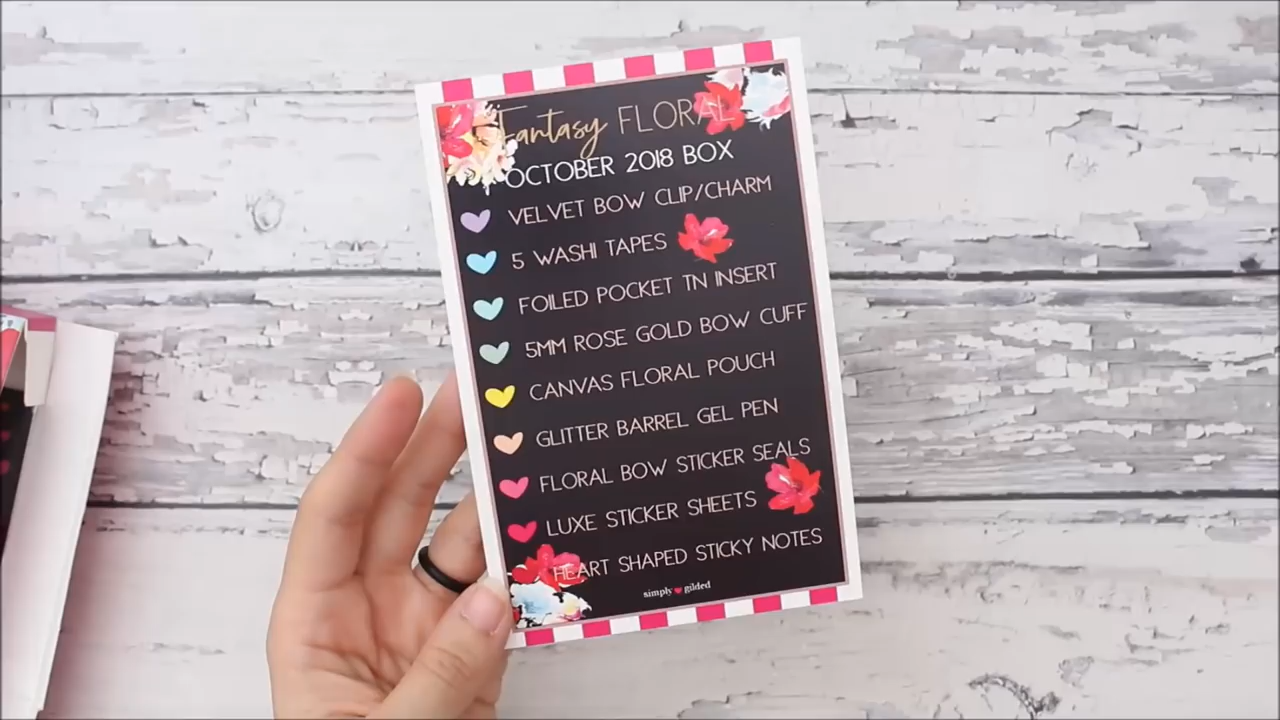 Fantasy FLORAL
OCTOBER 2018 BOX
VELVET BOW CLIP/CHARM
5 WASHI TAPES
FOILED POCKET TN INSERT
5MM ROSE GOLD BOW CUFF
CANVAS FLORAL POUCH
GLITTER BARREL GEL PEN
FLORAL BOW STICKER SEALS
LUXE STICKER SHEETS
HEART SHAPED STICKY NOTES
simply gilded